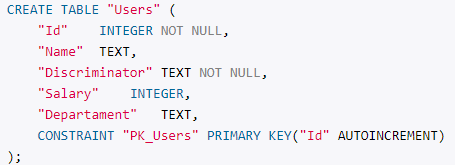 CREATE TABLE "Users" (
"Id" INTEGER NOT NULL,
"Name" TEXT,
"Discriminator" TEXT NOT NULL,
"Salary" INTEGER,
"Departament" TEXT,
CONSTRAINT "PK_Users" PRIMARY KEY("Id" AUTOINCREMENT)
);